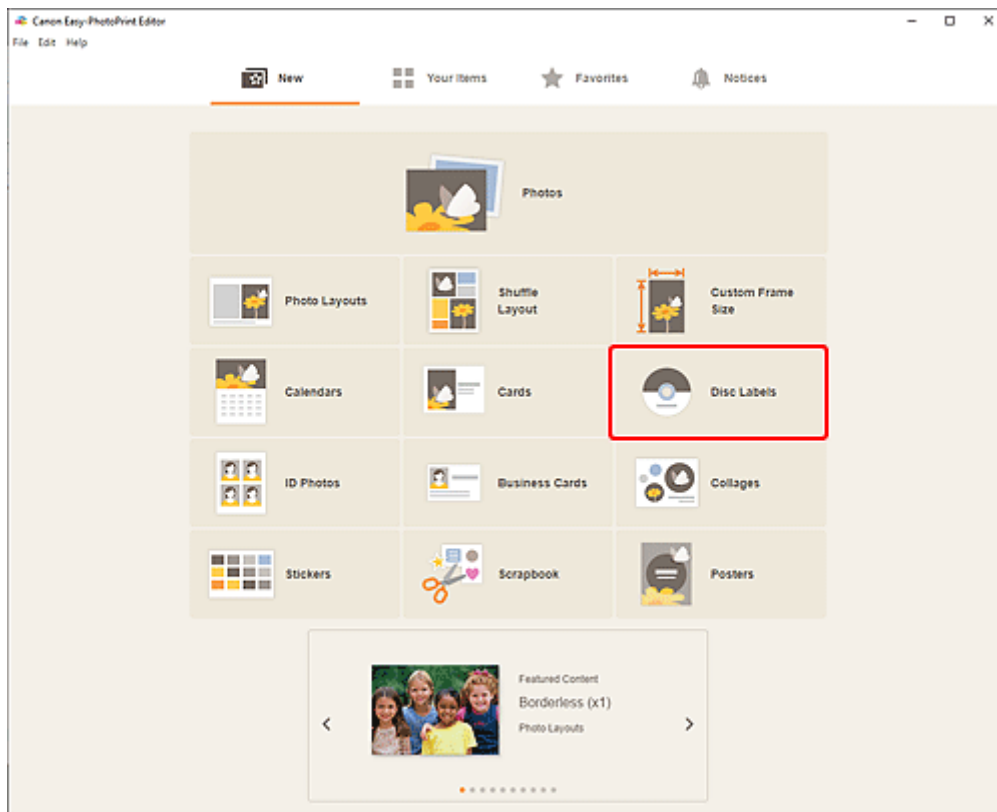 Canon Easy-PhotoPrint Editor
File Edit Help
New Your Items Favorites Notices
Photos
Photo Layouts
Shuffle
Layout
Custom Frame
Size
Calendars
Cards
Disc Labels
ID Photos
Business Cards
Collages
Stickers
Scrapbook
Posters
Featured Content
Borderless (x1)
Photo Layouts